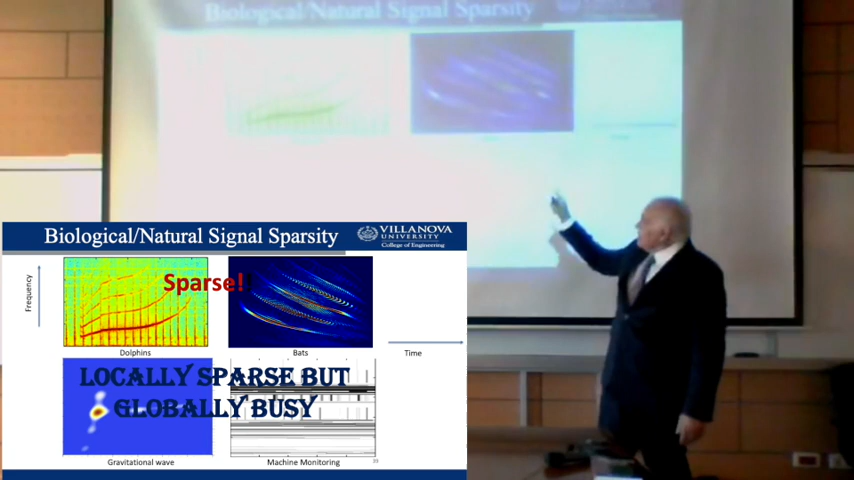 Biological/Natural Signal Sparsity
Biological/Natural Signal Sparsity
VILLANOVA
UNIVERSITY
College of Engineering
Frequency
Sparse!
Dolphins
Bats
Time
LOCALLY SPARSE BUT
GLOBALLY BUSY
Gravitational wave
Machine Monitoring